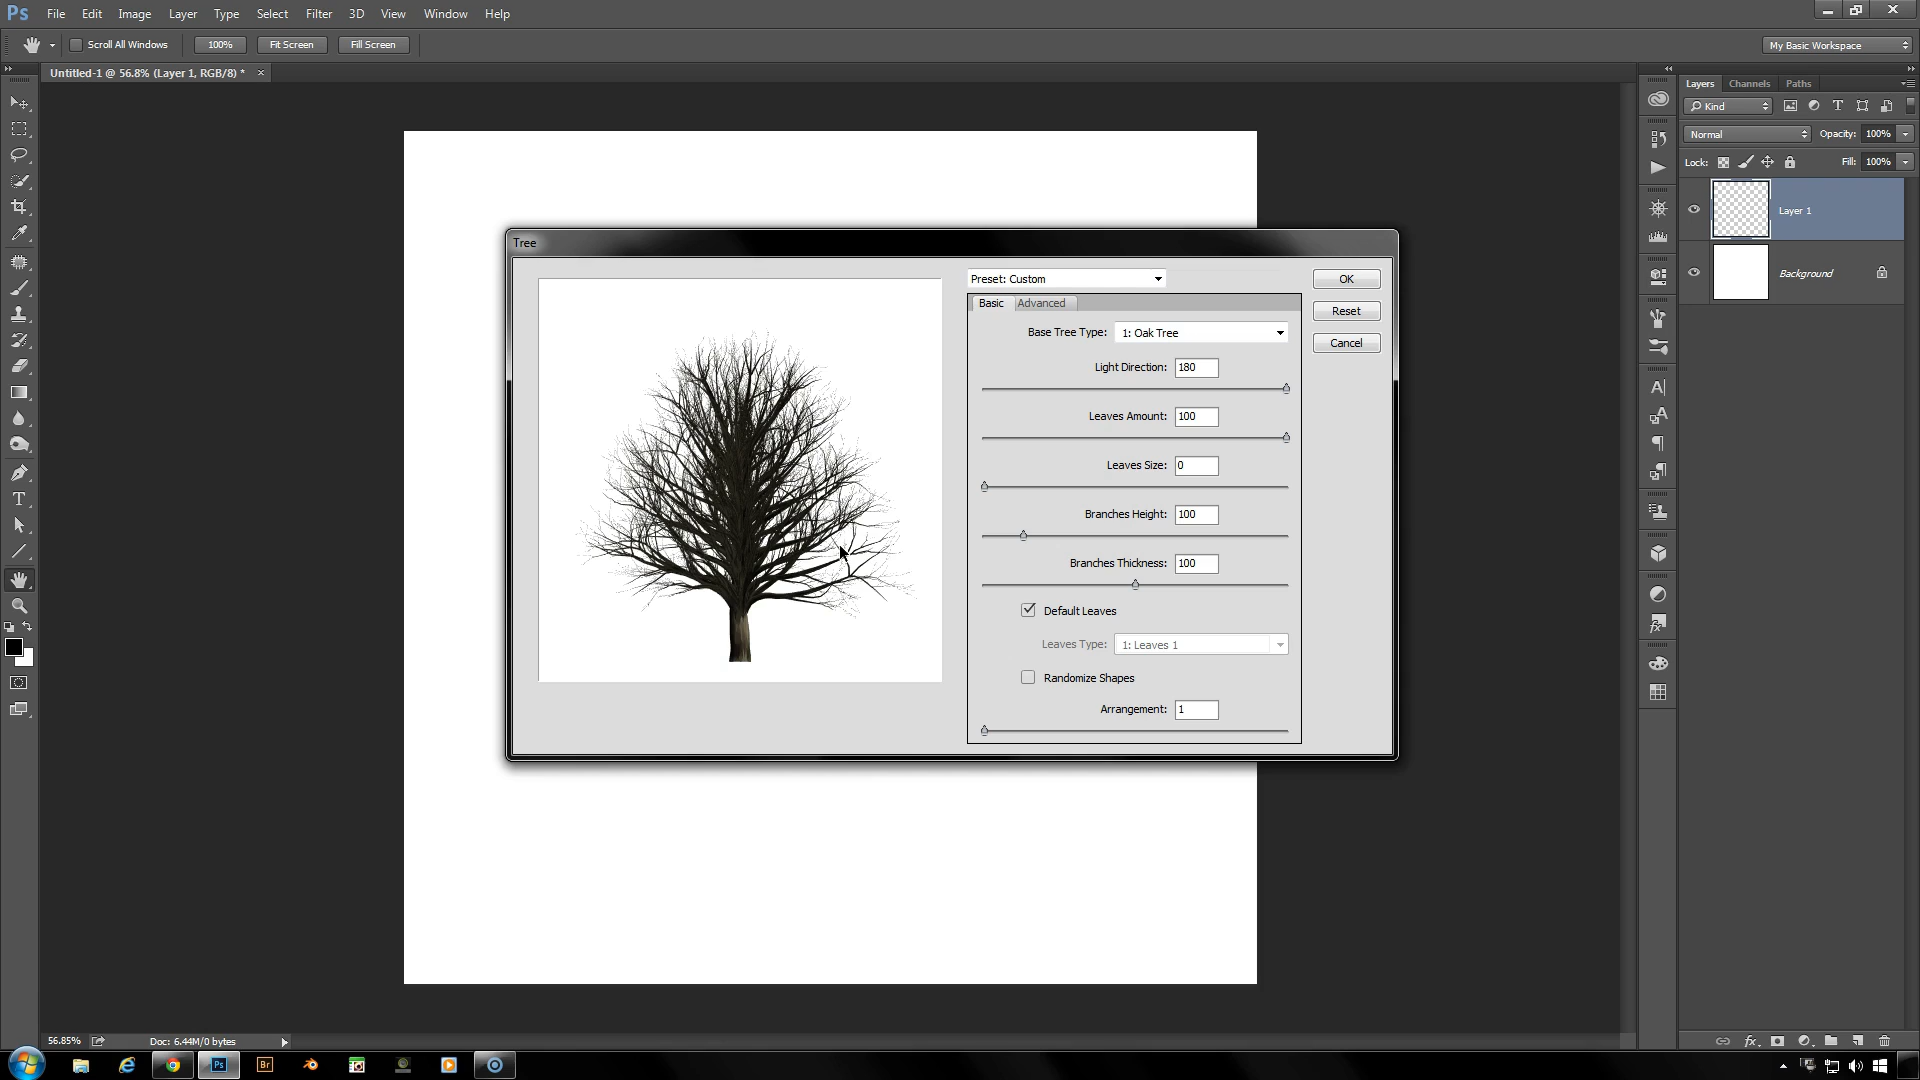 Ps File Edit Image Layer Type Select Filter 3D View Window Help
Scroll All Windows 100% Fit Screen Fill Screen My Basic Workspace
Untitled-1 @ 56.8% (Layer 1, RGB/8) * ×
Layers Channels Paths
Kind
Normal Opacity: 100%
Lock: Fill: 100%
Layer 1
Background
Tree
Preset: Custom
OK
Basic Advanced
Reset
Base Tree Type: 1: Oak Tree
Cancel
Light Direction: 180
Leaves Amount: 100
Leaves Size: 0
Branches Height: 100
Branches Thickness: 100
Default Leaves
Leaves Type: 1: Leaves 1
Randomize Shapes
Arrangement: 1
56.85% Doc: 6.44M/0 bytes
Ps Br